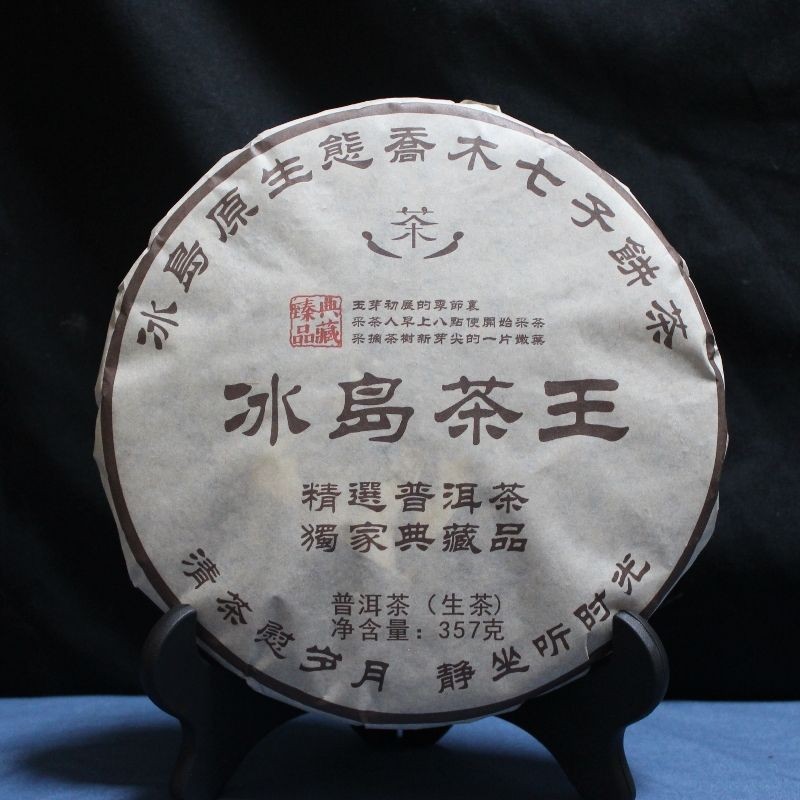 冰島原生態喬木七子餅茶
茶
典藏
臻品
玉芽初展的季節裏
采茶人早上八點便開始采茶
采摘茶樹新芽尖的一片嫩葉
冰島茶王
精選普洱茶
獨家典藏品
普洱茶（生茶）
净含量：357克
清茶慰岁月 静坐听时光